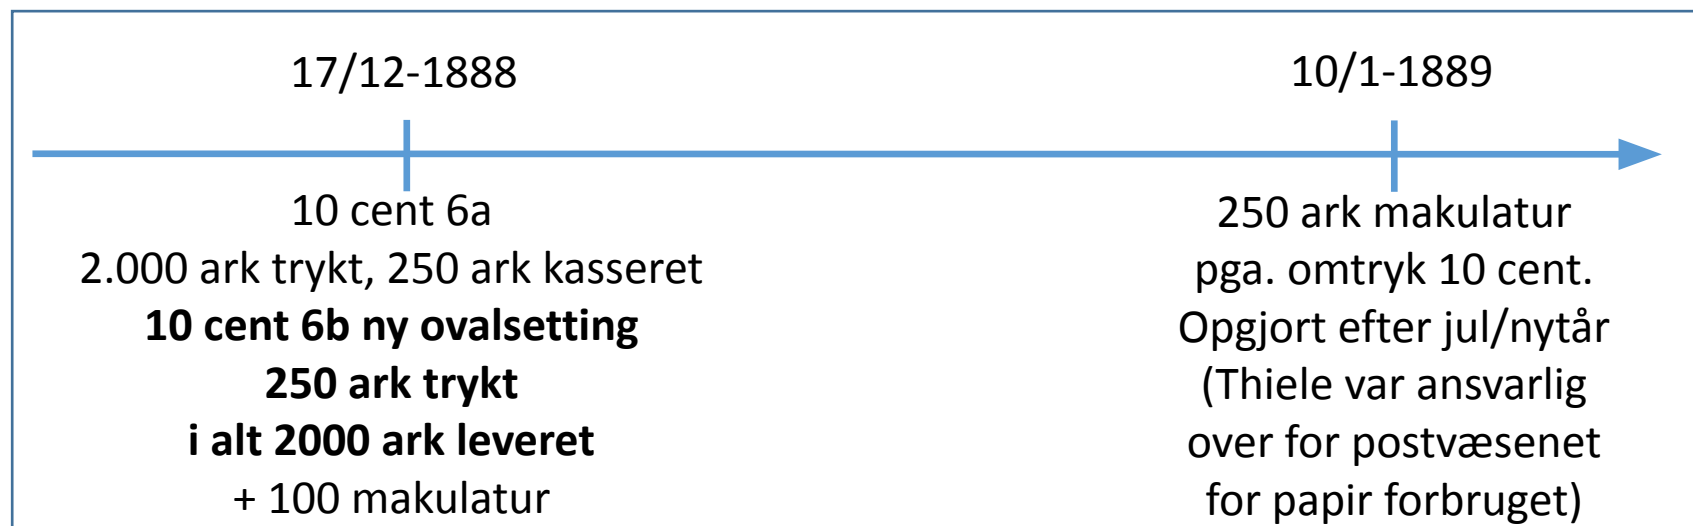 17/12-1888
10 cent 6a
2.000 ark trykt, 250 ark kasseret
10 cent 6b ny ovalsetting
250 ark trykt
i alt 2000 ark leveret
+ 100 makulatur
10/1-1889
250 ark makulatur
pga. omtryk 10 cent.
Opgjort efter jul/nytår
(Thiele var ansvarlig
over for postvæsenet
for papir forbruget)